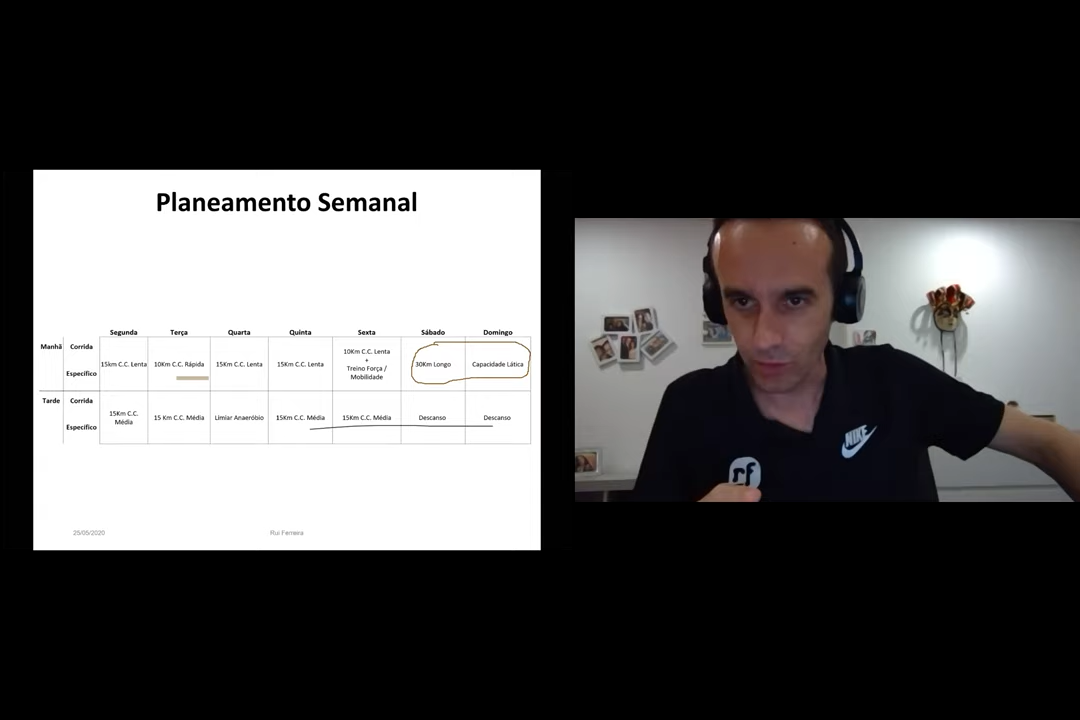 Planeamento Semanal
Segunda Terça Quarta Quinta Sexta Sábado Domingo
Manhã Corrida
Específico
15km C.C. Lenta
10Km C.C. Rápida
15Km C.C. Lenta
15Km C.C. Lenta
10Km C.C. Lenta
+
Treino Força /
Mobilidade
30Km Longo
Capacidade Lática
Tarde Corrida
Específico
15Km C.C.
Média
15 Km C.C. Média
Limiar Anaeróbio
15Km C.C. Média
15Km C.C. Média
Descanso
Descanso
25/05/2020
Rui Ferreira
rf
NIKE